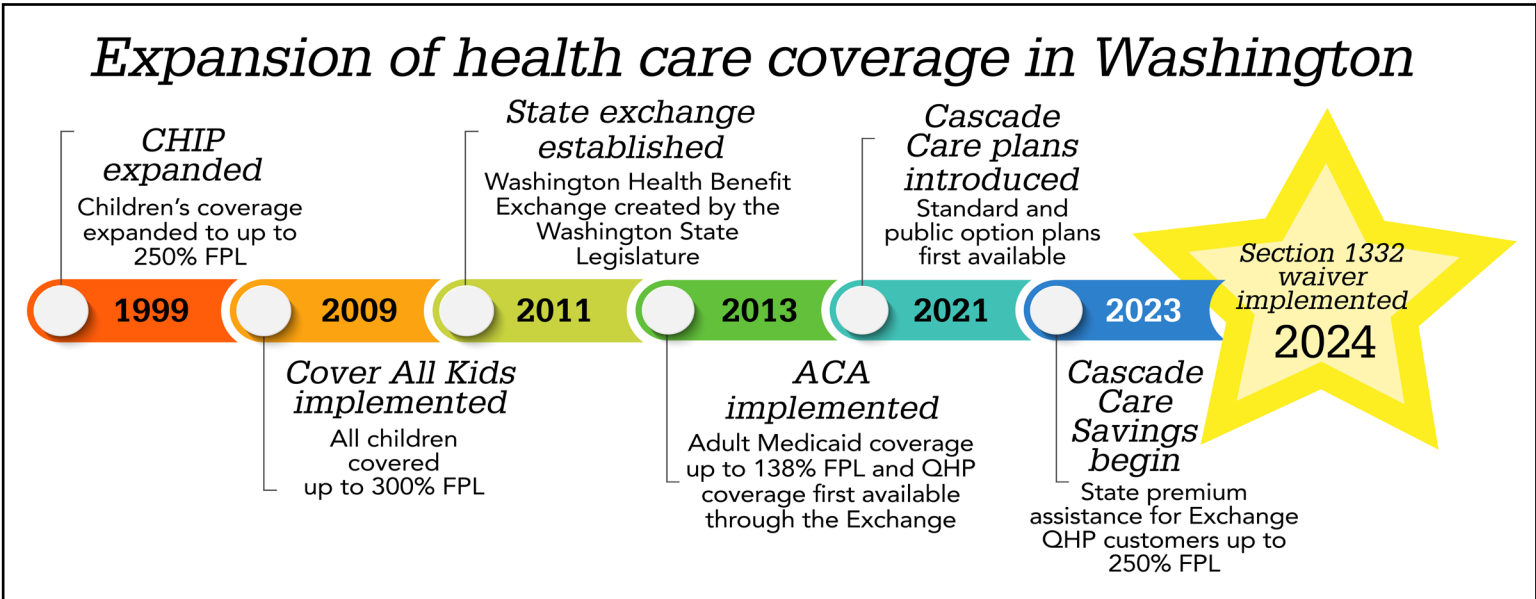 Expansion of health care coverage in Washington
CHIP
expanded
Children's coverage
expanded to up to
250% FPL
1999
2009
Cover All Kids
implemented
All children
covered
up to 300% FPL
State exchange
established
Washington Health Benefit
Exchange created by the
Washington State
Legislature
2011
2013
ACA
implemented
Adult Medicaid coverage
up to 138% FPL and QHP
coverage first available
through the Exchange
Cascade
Care plans
introduced
Standard and
public option plans
first available
2021
2023
Cascade
Care
Savings
begin
State premium
assistance for Exchange
QHP customers up to
250% FPL
Section 1332
waiver
implemented
2024